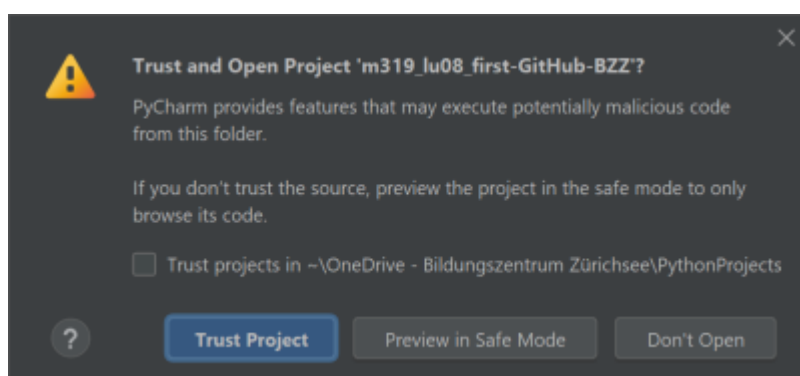 Trust and Open Project 'm319_lu08_first-GitHub-BZZ'?
PyCharm provides features that may execute potentially malicious code
from this folder.
If you don't trust the source, preview the project in the safe mode to only
browse its code.
Trust projects in ~\OneDrive - Bildungszentrum Zürichsee\PythonProjects
? Trust Project Preview in Safe Mode Don't Open